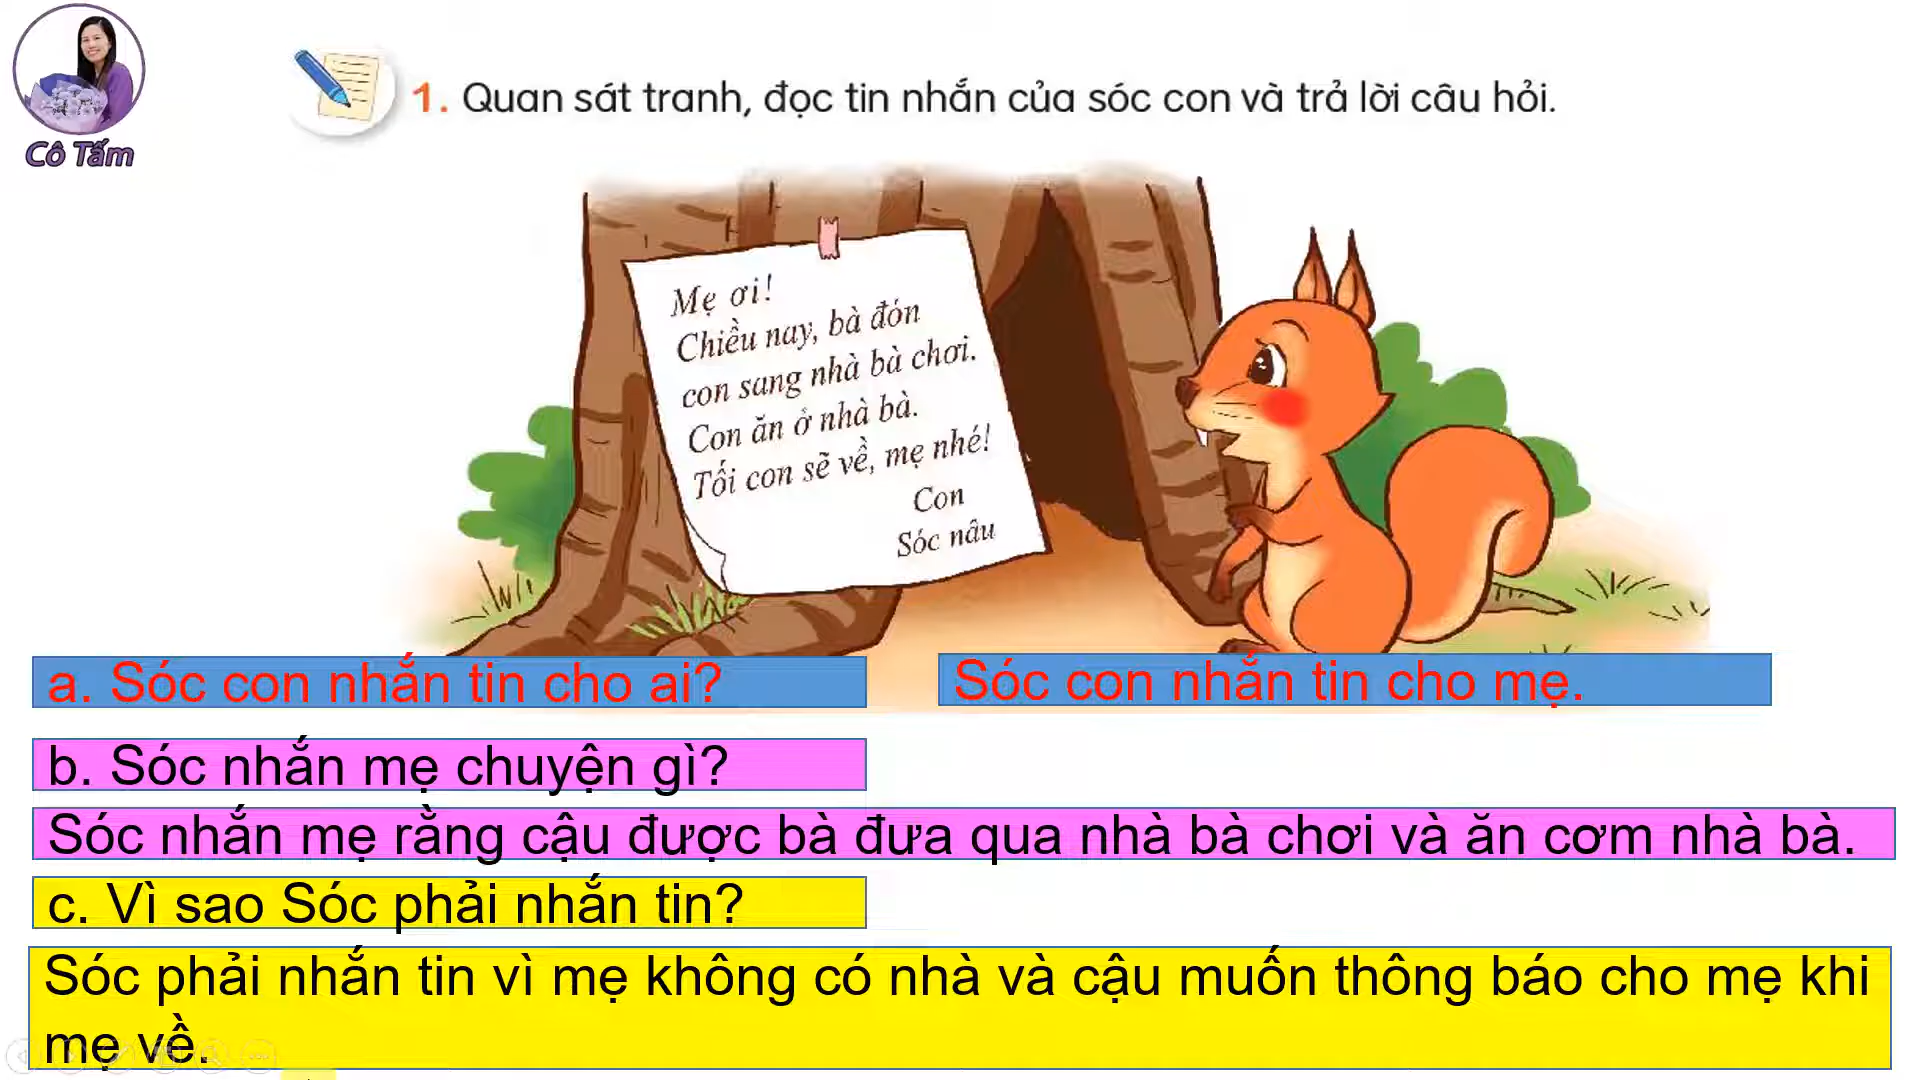 Cô Tấm
1. Quan sát tranh, đọc tin nhắn của sóc con và trả lời câu hỏi.
Mẹ ơi!
Chiều nay, bà đón
con sang nhà bà chơi.
Con ăn ở nhà bà.
Tối con sẽ về, mẹ nhé!
Con
Sóc nâu
a. Sóc con nhắn tin cho ai?
Sóc con nhắn tin cho mẹ.
b. Sóc nhắn mẹ chuyện gì?
Sóc nhắn mẹ rằng cậu được bà đưa qua nhà bà chơi và ăn cơm nhà bà.
c. Vì sao Sóc phải nhắn tin?
Sóc phải nhắn tin vì mẹ không có nhà và cậu muốn thông báo cho mẹ khi
mẹ về.